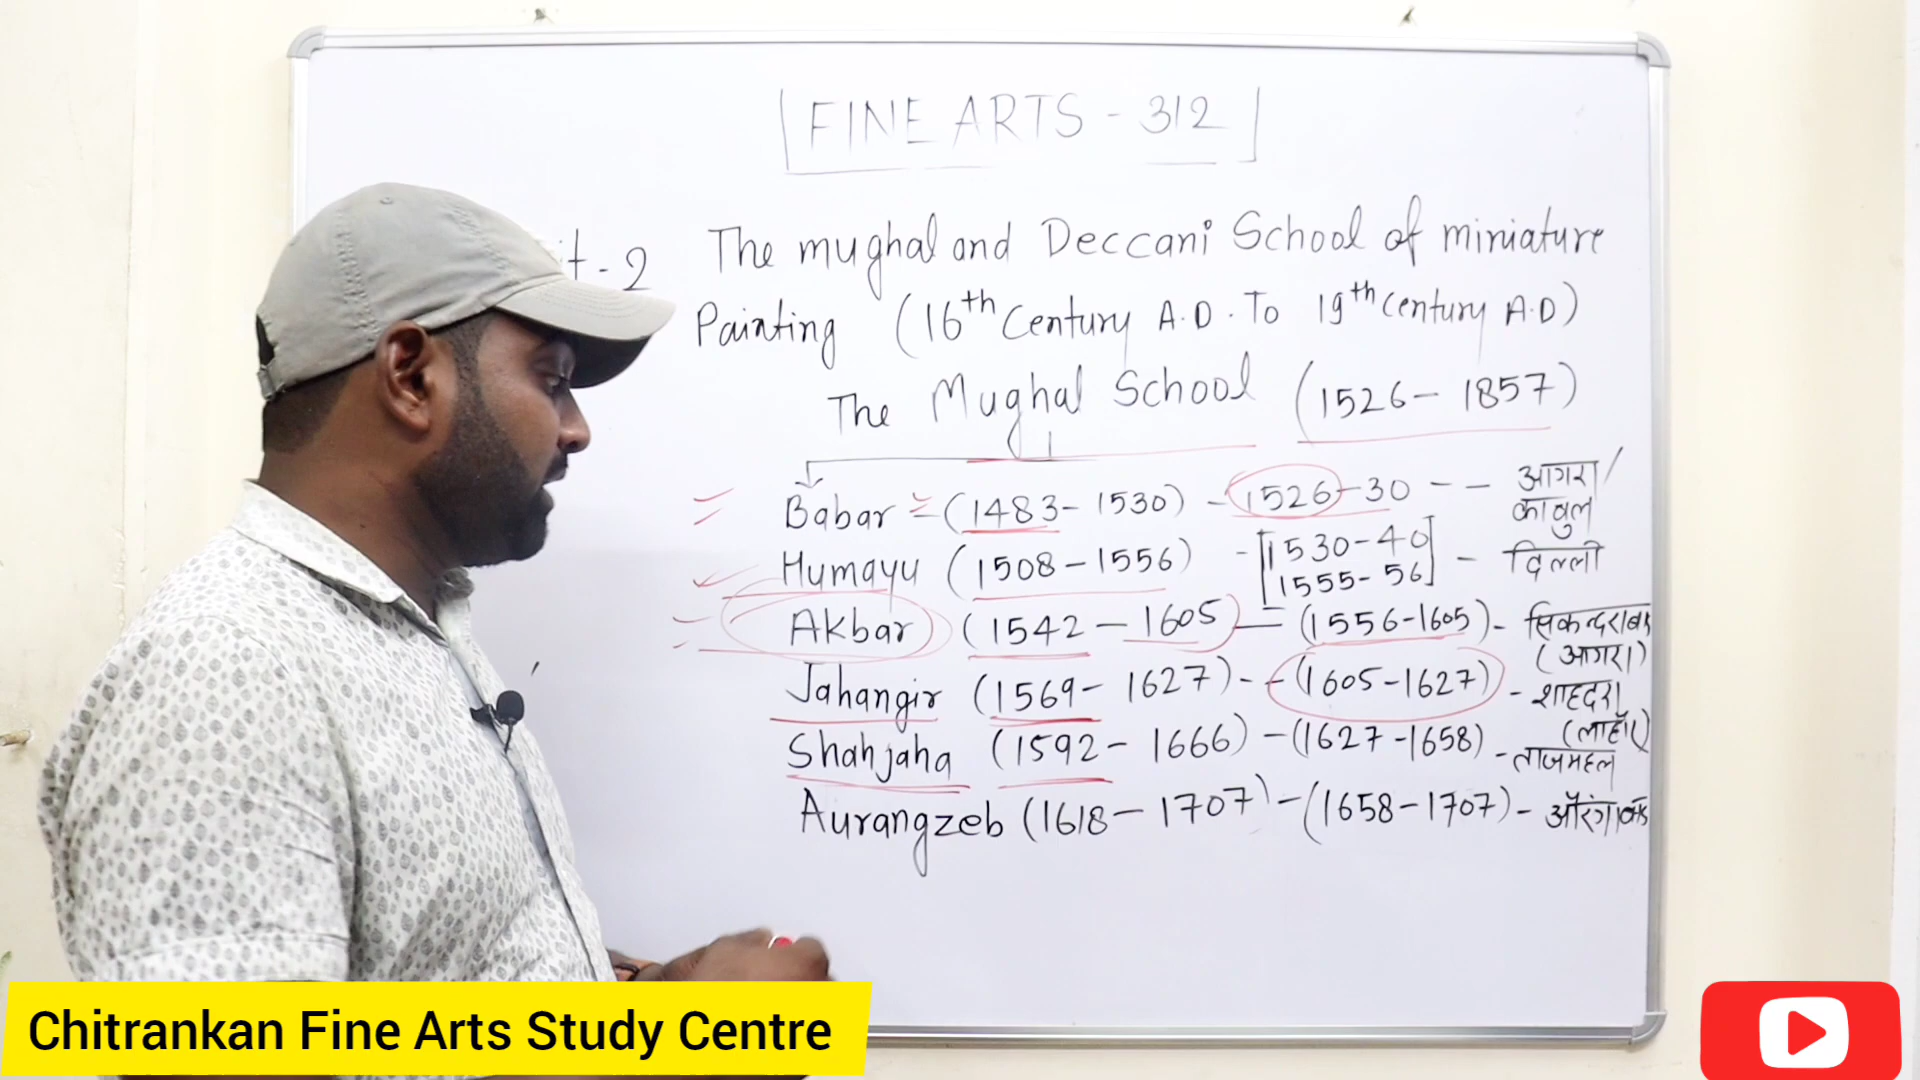 FINE ARTS - 312
it - 2 The mughal and Deccani School of miniature
Painting (16th Century A.D. To 19th Century A.D)
The Mughal School (1526 - 1857)
Babar = (1483 - 1530) - 1526 - 30 - - आगरा/
काबुल
Humayu (1508 - 1556) - [1530 - 40
1555 - 56] - दिल्ली
Akbar (1542 - 1605) - (1556-1605) - सिकन्दराबाद
(आगरा)
Jahangir (1569 - 1627) - - (1605-1627) - शाहदरा
(लाहौर)
Shahjaha (1592 - 1666) - (1627 - 1658) - ताजमहल
Aurangzeb (1618 - 1707) - (1658 - 1707) -
Chitrankan Fine Arts Study Centre